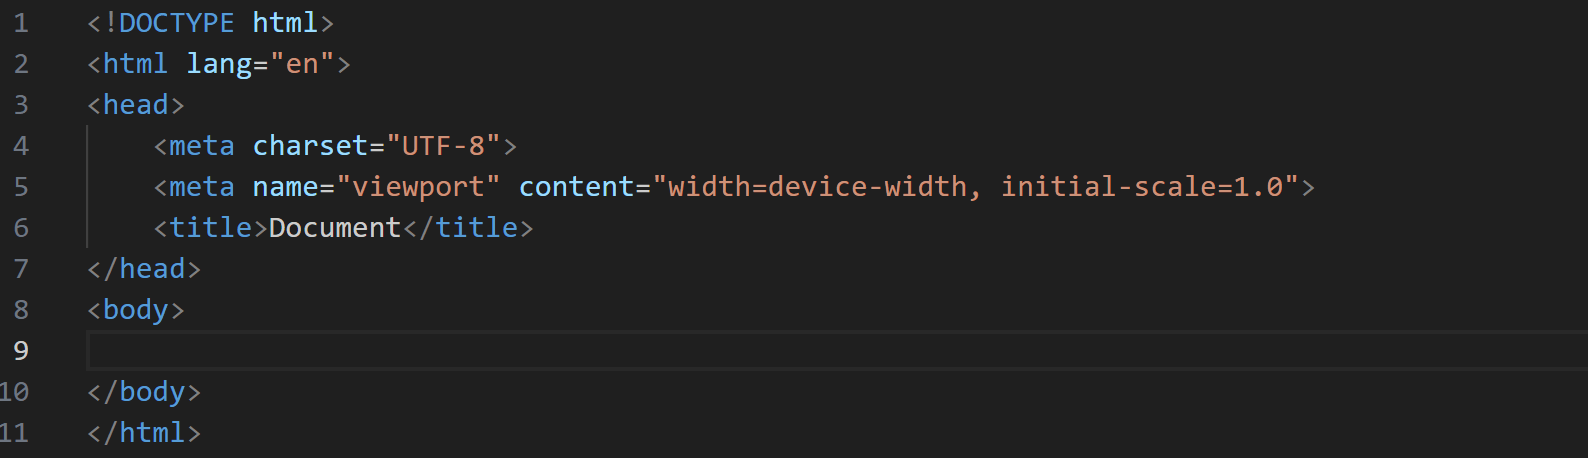 1 <!DOCTYPE html>
2 <html lang="en">
3 <head>
4     <meta charset="UTF-8">
5     <meta name="viewport" content="width=device-width, initial-scale=1.0">
6     <title>Document</title>
7 </head>
8 <body>
9
10 </body>
11 </html>